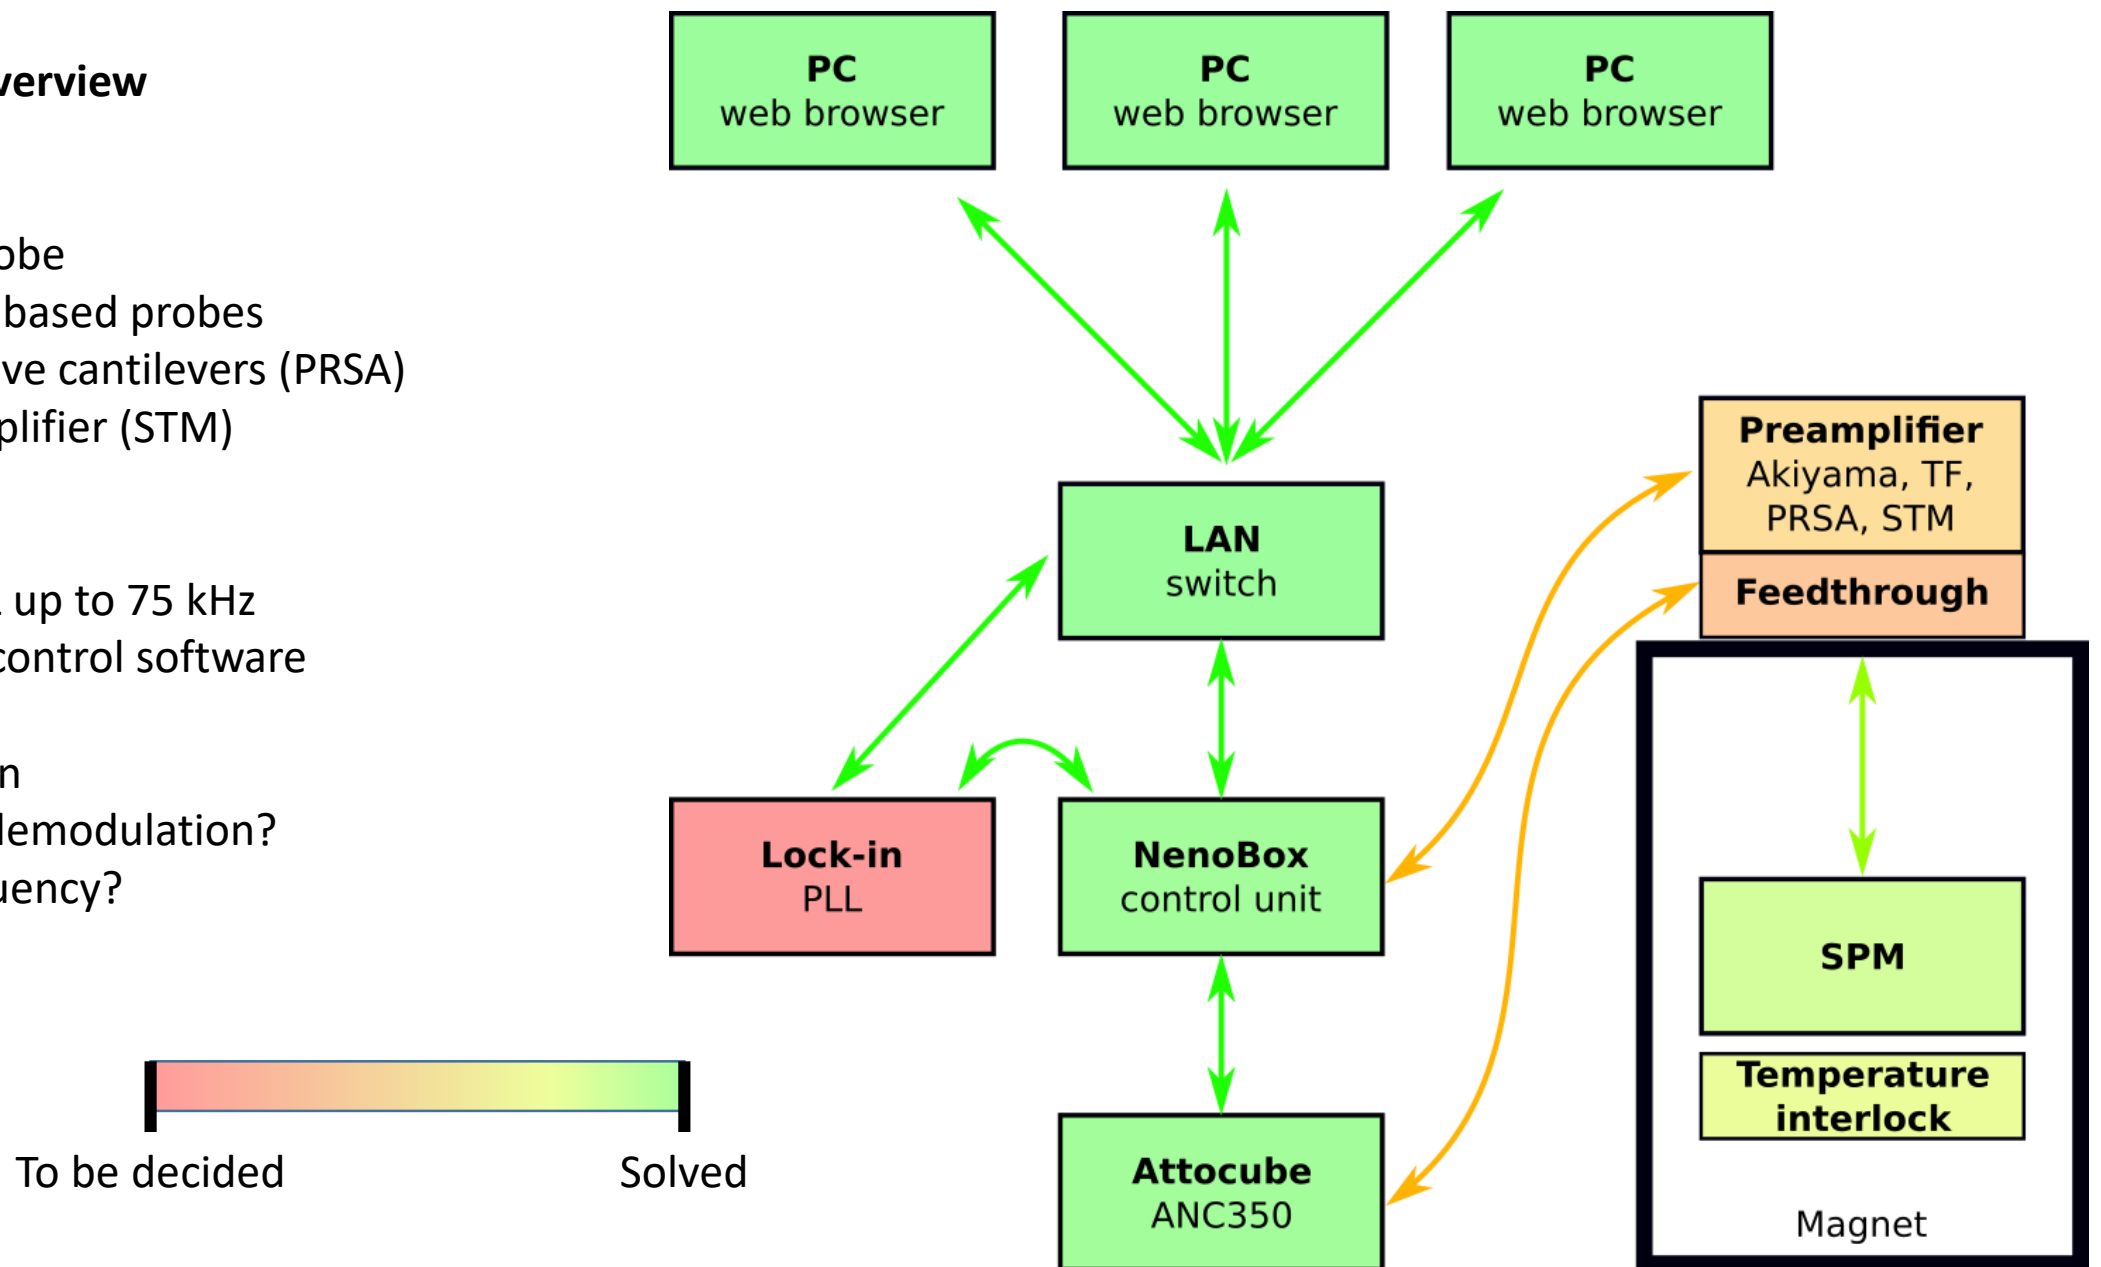 verview
obe
based probes
ve cantilevers (PRSA)
plifier (STM)
up to 75 kHz
control software
n
lemodulation?
uency?
To be decided
Solved
PC
web browser
PC
web browser
PC
web browser
LAN
switch
Lock-in
PLL
NenoBox
control unit
Attocube
ANC350
Preamplifier
Akiyama, TF,
PRSA, STM
Feedthrough
SPM
Temperature
interlock
Magnet